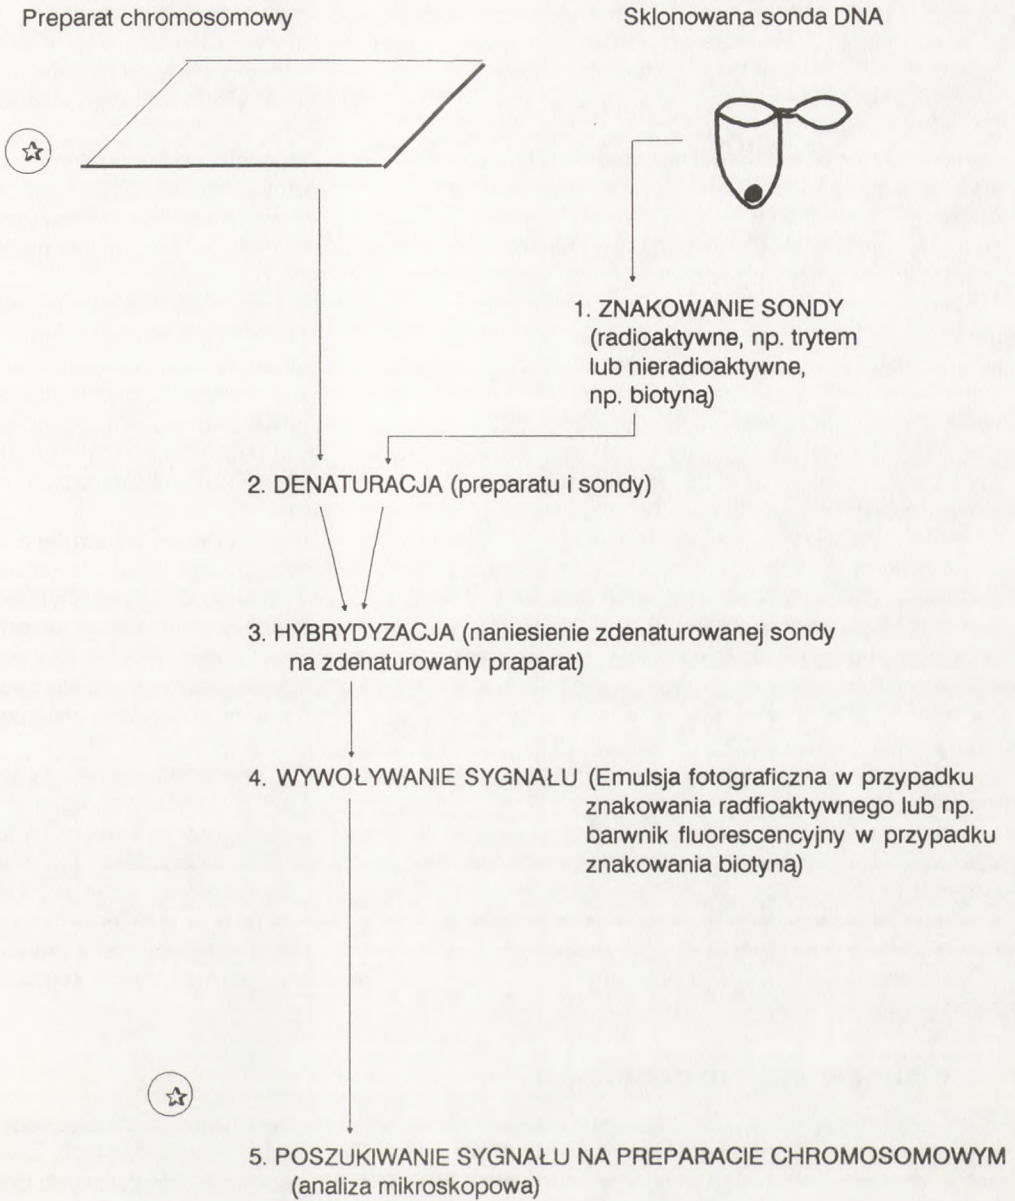 Preparat chromosomowy
Sklonowana sonda DNA
1. ZNAKOWANIE SONDY
(radioaktywne, np. trytem
lub nieradioaktywne,
np. biotyną)
2. DENATURACJA (preparatu i sondy)
3. HYBRYDYZACJA (naniesienie zdenaturowanej sondy
na zdenaturowany praparat)
4. WYWOŁYWANIE SYGNAŁU (Emulsja fotograficzna w przypadku
znakowania radfioaktywnego lub np.
barwnik fluorescencyjny w przypadku
znakowania biotyną)
5. POSZUKIWANIE SYGNAŁU NA PREPARACIE CHROMOSOMOWYM
(analiza mikroskopowa)